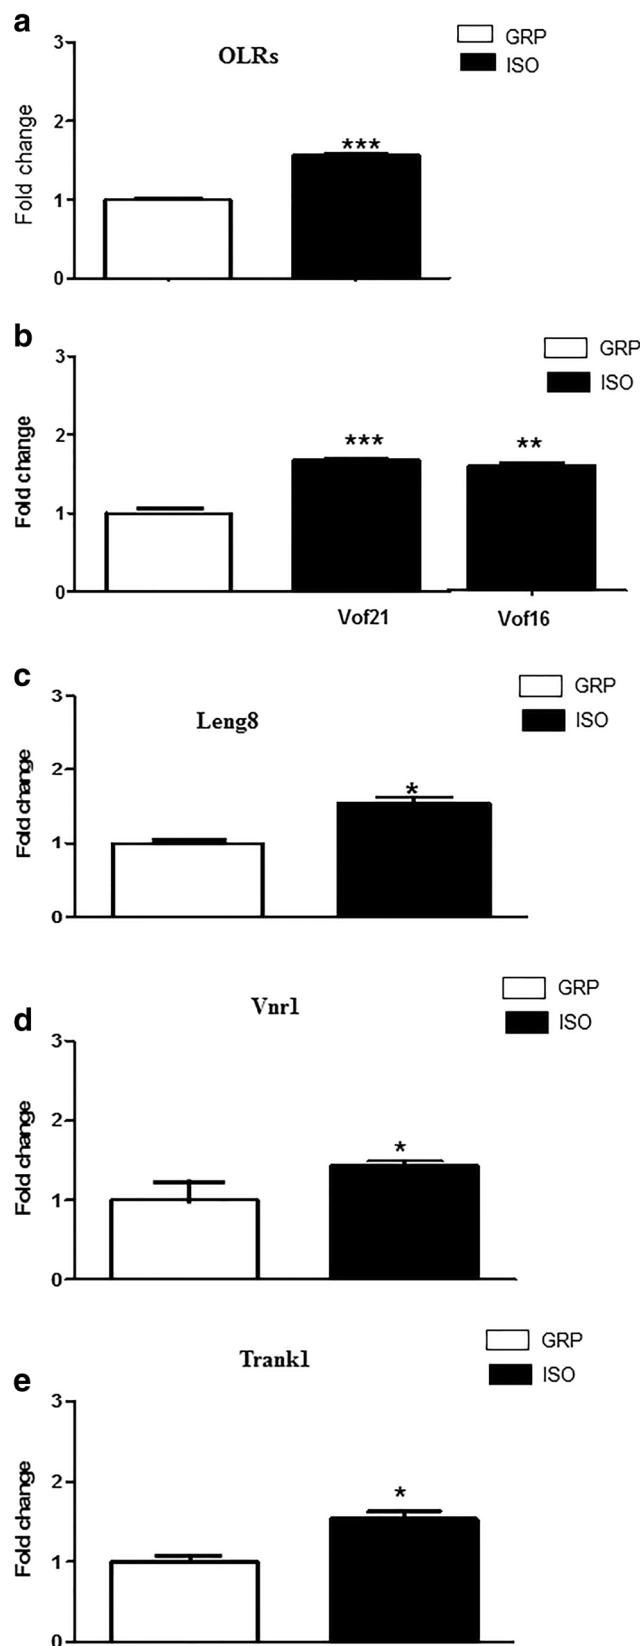 a
OLRs
GRP
ISO
Fold change
3
2
1
0
***
b
GRP
ISO
Fold change
3
2
1
0
***
**
Vof21
Vof16
c
Leng8
GRP
ISO
Fold change
3
2
1
0
*
d
Vnr1
GRP
ISO
Fold change
3
2
1
0
*
e
Trank1
GRP
ISO
Fold change
3
2
1
0
*